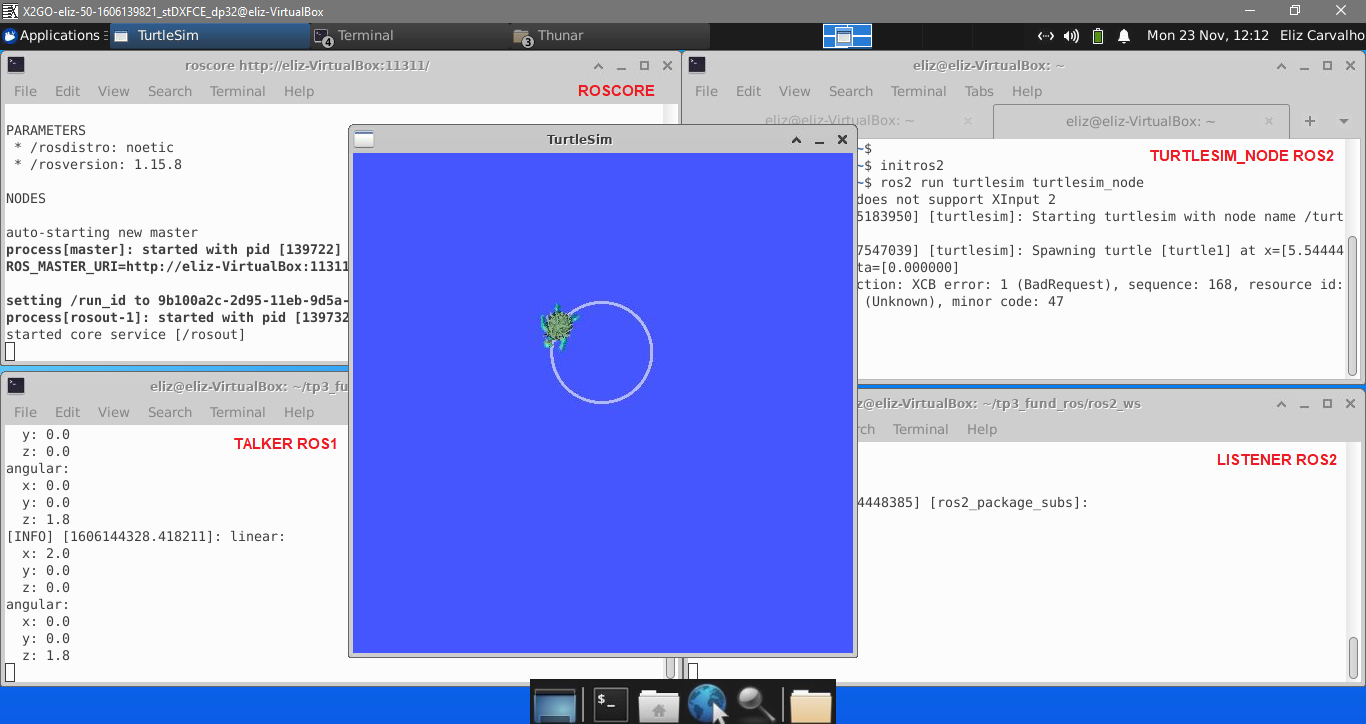 X2GO-eliz-50-1606139821_stDXFCE_dp32@eliz-VirtualBox
Applications TurtleSim 4 Terminal 3 Thunar Mon 23 Nov, 12:12 Eliz Carvalho
roscore http://eliz-VirtualBox:11311/
File Edit View Search Terminal Help
ROSCORE
PARAMETERS
* /rosdistro: noetic
* /rosversion: 1.15.8
NODES
auto-starting new master
process[master]: started with pid [139722]
ROS_MASTER_URI=http://eliz-VirtualBox:11311
setting /run_id to 9b100a2c-2d95-11eb-9d5a-
process[rosout-1]: started with pid [139732
started core service [/rosout]
eliz@eliz-VirtualBox: ~
File Edit View Search Terminal Tabs Help
eliz@eliz-VirtualBox: ~ × eliz@eliz-VirtualBox: ~ × +
~$
~$ initros2
TURTLESIM_NODE ROS2
~$ ros2 run turtlesim turtlesim_node
does not support XInput 2
5183950] [turtlesim]: Starting turtlesim with node name /turt
7547039] [turtlesim]: Spawning turtle [turtle1] at x=[5.54444
ta=[0.000000]
ction: XCB error: 1 (BadRequest), sequence: 168, resource id:
(Unknown), minor code: 47
TurtleSim
eliz@eliz-VirtualBox: ~/tp3_fu
File Edit View Search Terminal Help
TALKER ROS1
y: 0.0
z: 0.0
angular:
x: 0.0
y: 0.0
z: 1.8
[INFO] [1606144328.418211]: linear:
x: 2.0
y: 0.0
z: 0.0
angular:
x: 0.0
y: 0.0
z: 1.8
z@eliz-VirtualBox: ~/tp3_fund_ros/ros2_ws
rch Terminal Help
LISTENER ROS2
4448385] [ros2_package_subs]:
$_